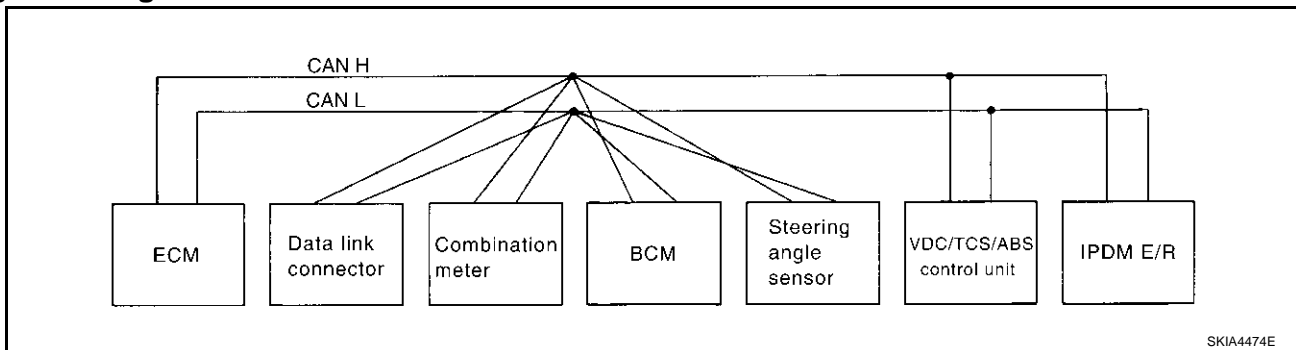 CAN H
CAN L
ECM
Data link
connector
Combination
meter
BCM
Steering
angle
sensor
VDC/TCS/ABS
control unit
IPDM E/R
SKIA4474E